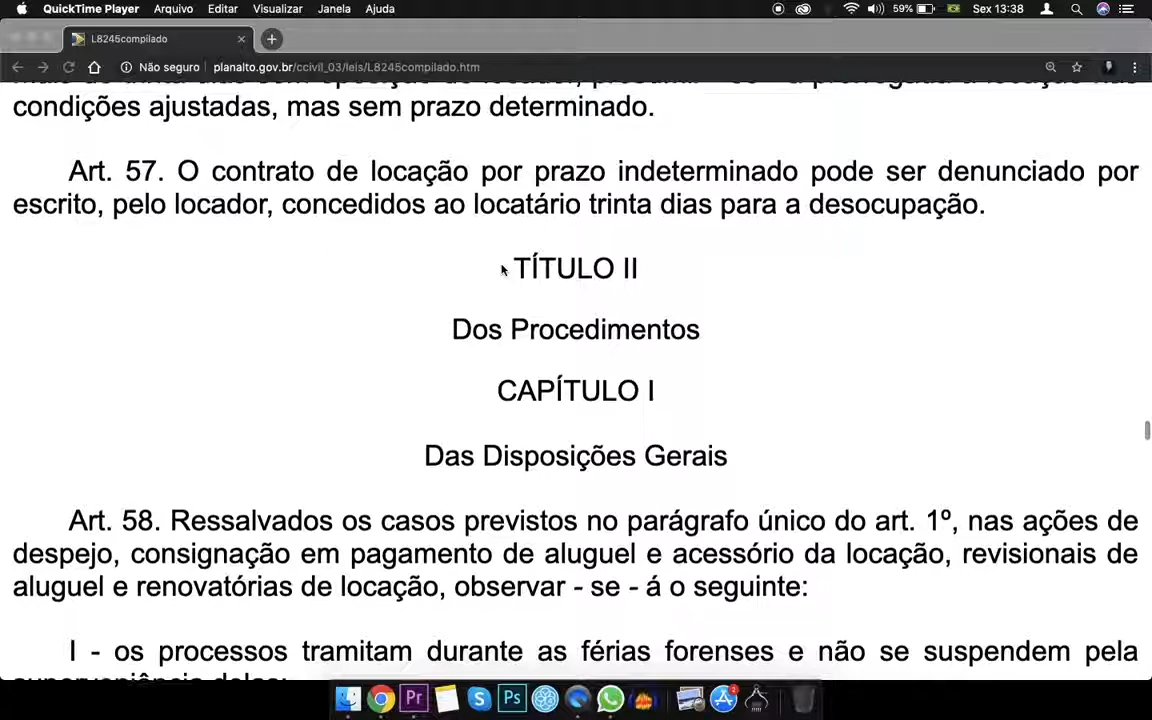 QuickTime Player Arquivo Editar Visualizar Janela Ajuda 59% Sex 13:38
L8245compilado
Não seguro planalto.gov.br/ccivil_03/leis/L8245compilado.htm
condições ajustadas, mas sem prazo determinado.
Art. 57. O contrato de locação por prazo indeterminado pode ser denunciado por
escrito, pelo locador, concedidos ao locatário trinta dias para a desocupação.
TÍTULO II
Dos Procedimentos
CAPÍTULO I
Das Disposições Gerais
Art. 58. Ressalvados os casos previstos no parágrafo único do art. 1º, nas ações de
despejo, consignação em pagamento de aluguel e acessório da locação, revisionais de
aluguel e renovatórias de locação, observar - se - á o seguinte:
I - os processos tramitam durante as férias forenses e não se suspendem pela
Pr S Ps 2